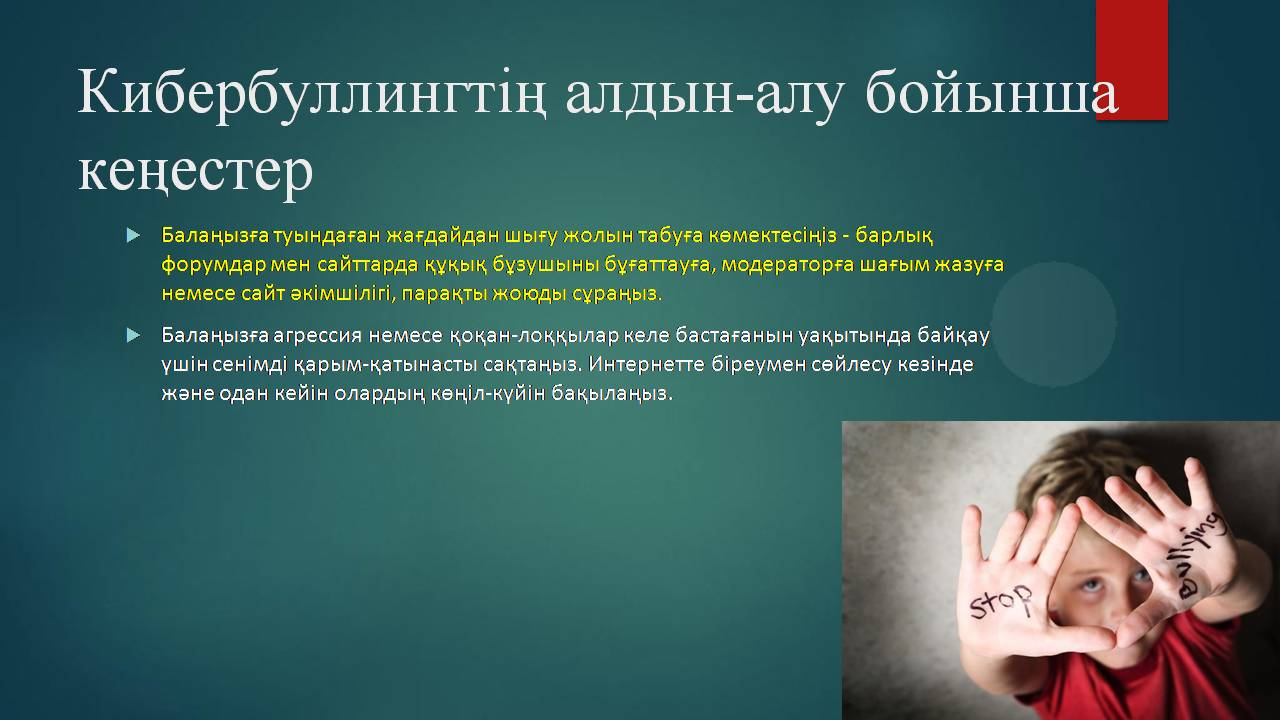 Кибербуллингтің алдын-алу бойынша
кеңестер
Балаңызға туындаған жағдайдан шығу жолын табуға көмектесіңіз - барлық
форумдар мен сайттарда құқық бұзушыны бұғаттауға, модераторға шағым жазуға
немесе сайт әкімшілігі, парақты жоюды сұраңыз.
Балаңызға агрессия немесе қоқан-лоққылар келе бастағанын уақытында байқау
үшін сенімді қарым-қатынасты сақтаңыз. Интернетте біреумен сөйлесу кезінде
және одан кейін олардың көңіл-күйін бақылаңыз.
stop
Bullying